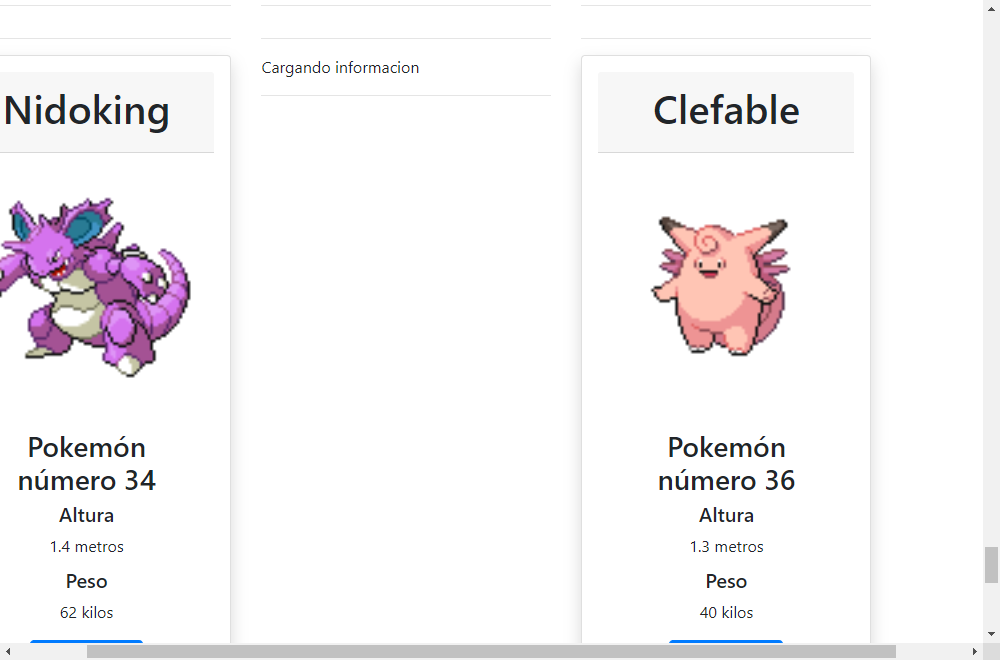 Nidoking
Pokemón
número 34
Altura
1.4 metros
Peso
62 kilos
Cargando informacion
Clefable
Pokemón
número 36
Altura
1.3 metros
Peso
40 kilos